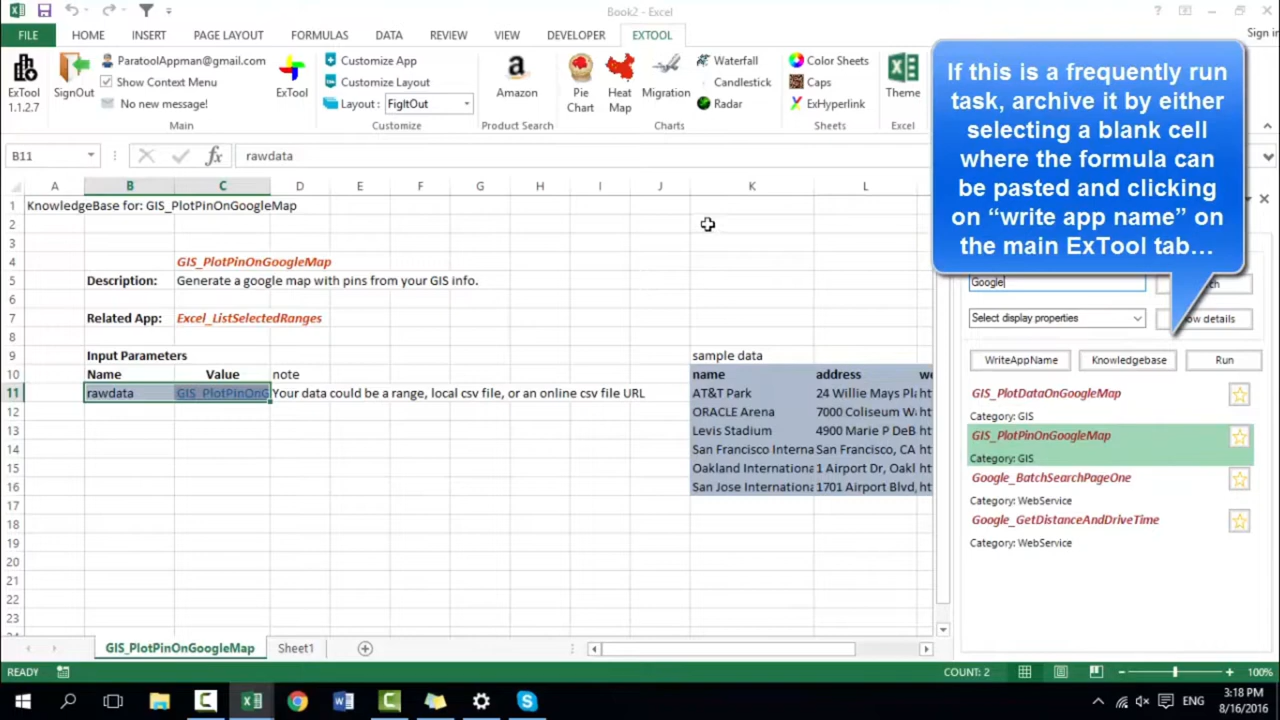 Book2 - Excel
Sign in
FILE HOME INSERT PAGE LAYOUT FORMULAS DATA REVIEW VIEW DEVELOPER EXTOOL
ExTool
1.1.2.7
SignOut
ParatoolAppman@gmail.com
Show Context Menu
No new message!
Main
ExTool
Customize App
Customize Layout
Layout : FigItOut
Customize
Amazon
Product Search
Pie
Chart
Heat
Map
Migration
Waterfall
Candlestick
Radar
Charts
Color Sheets
Caps
ExHyperlink
Sheets
Theme
Excel
If this is a frequently run
task, archive it by either
selecting a blank cell
where the formula can
be pasted and clicking
on “write app name” on
the main ExTool tab…
B11 fx rawdata
A B C D E F G H I J K L
1 KnowledgeBase for: GIS_PlotPinOnGoogleMap
2
3
4 GIS_PlotPinOnGoogleMap
5 Description: Generate a google map with pins from your GIS info.
6
7 Related App: Excel_ListSelectedRanges
8
9 Input Parameters sample data
10 Name Value note name address we
11 rawdata GIS_PlotPinOnG Your data could be a range, local csv file, or an online csv file URL AT&T Park 24 Willie Mays Pla ht
12 ORACLE Arena 7000 Coliseum W. ht
13 Levis Stadium 4900 Marie P DeB ht
14 San Francisco Interna San Francisco, CA ht
15 Oakland Internationa 1 Airport Dr, Oakl ht
16 San Jose Internationa 1701 Airport Blvd, ht
17
18
19
20
21
22
23
Google
Select display properties
WriteAppName Knowledgebase Run
GIS_PlotDataOnGoogleMap
Category: GIS
GIS_PlotPinOnGoogleMap
Category: GIS
Google_BatchSearchPageOne
Category: WebService
Google_GetDistanceAndDriveTime
Category: WebService
GIS_PlotPinOnGoogleMap Sheet1
READY COUNT: 2 100%
ENG
3:18 PM
8/16/2016